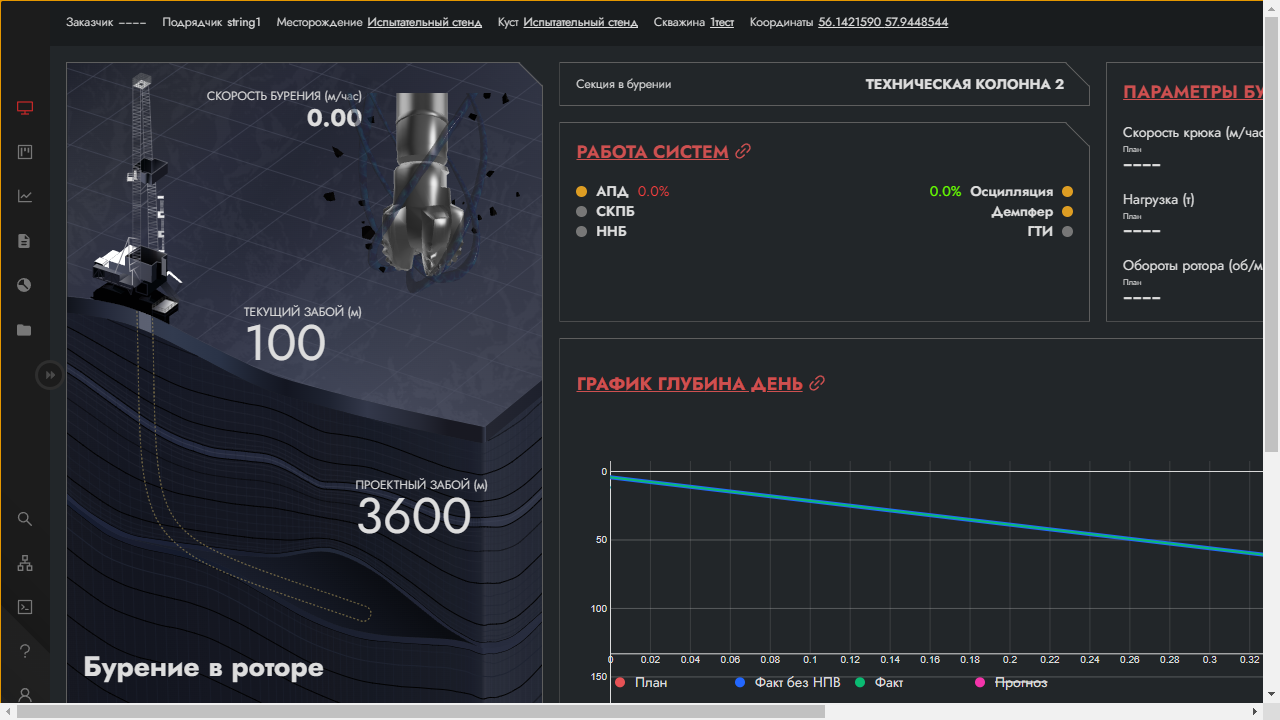 Заказчик ---- Подрядчик string1 Месторождение Испытательный стенд Куст Испытательный стенд Скважина 1тест Координаты 56.1421590 57.9448544
СКОРОСТЬ БУРЕНИЯ (м/час)
0.00
ТЕКУЩИЙ ЗАБОЙ (м)
100
ПРОЕКТНЫЙ ЗАБОЙ (м)
3600
Бурение в роторе
Секция в бурении ТЕХНИЧЕСКАЯ КОЛОННА 2
РАБОТА СИСТЕМ
АПД 0.0% 0.0% Осцилляция
СКПБ Демпфер
ННБ ГТИ
ПАРАМЕТРЫ БУ
Скорость крюка (м/час
План
----
Нагрузка (т)
План
----
Обороты ротора (об/м
План
----
ГРАФИК ГЛУБИНА ДЕНЬ
0
50
100
150
0 0.02 0.04 0.06 0.08 0.1 0.12 0.14 0.16 0.18 0.2 0.22 0.24 0.26 0.28 0.3 0.32
План Факт без НПВ Факт Прогноз